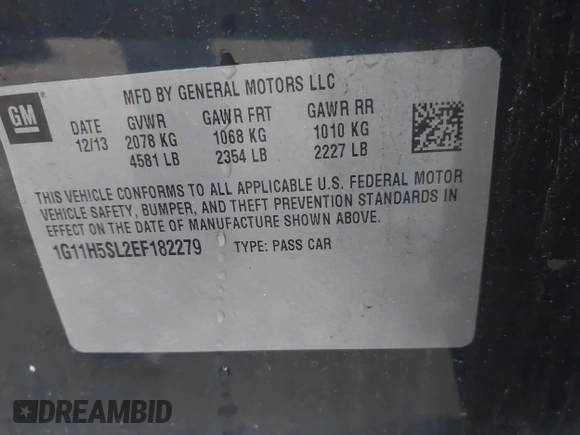 GM
MFD BY GENERAL MOTORS LLC
DATE GVWR GAWR FRT GAWR RR
12/13 2078 KG 1068 KG 1010 KG
4581 LB 2354 LB 2227 LB
THIS VEHICLE CONFORMS TO ALL APPLICABLE U.S. FEDERAL MOTOR
VEHICLE SAFETY, BUMPER, AND THEFT PREVENTION STANDARDS IN
EFFECT ON THE DATE OF MANUFACTURE SHOWN ABOVE.
1G11H5SL2EF182279 TYPE: PASS CAR
DREAMBID